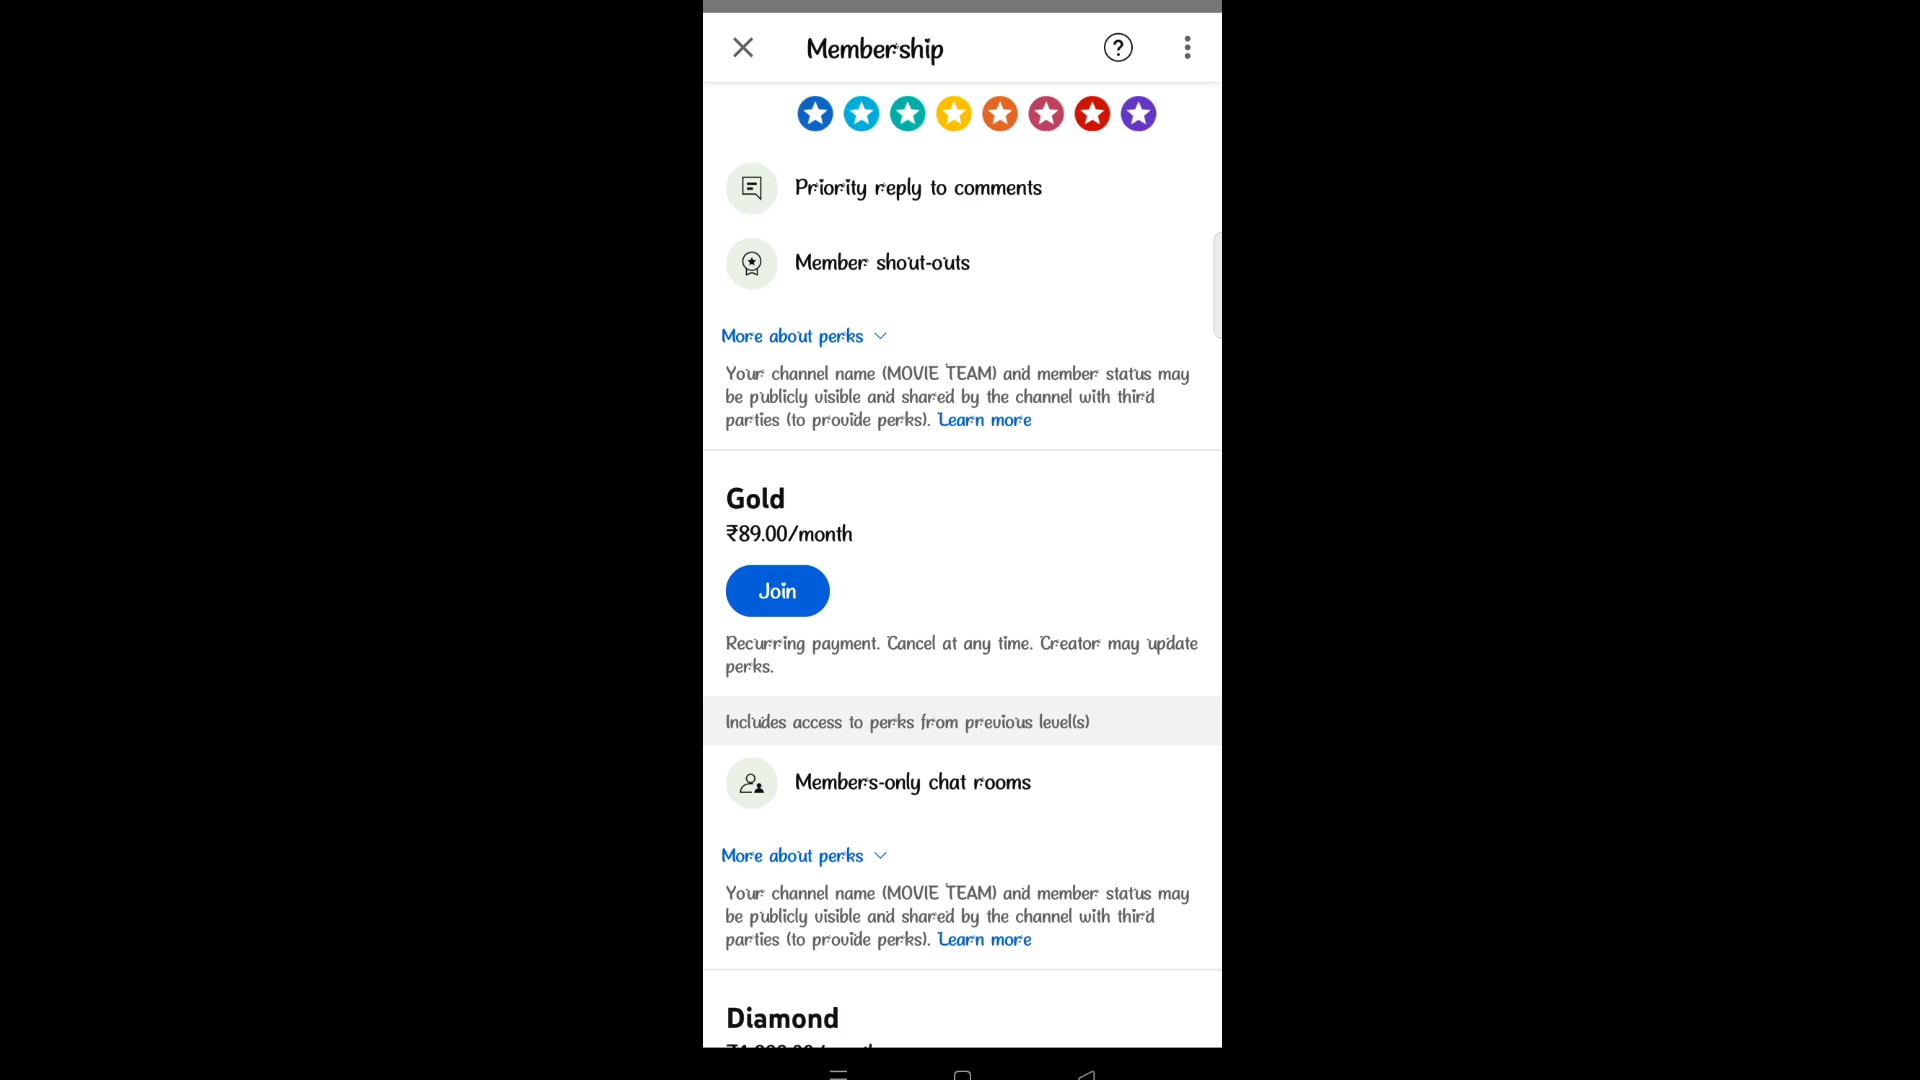 Membership
Priority reply to comments
Member shout-outs
More about perks
Your channel name (MOVIE TEAM) and member status may
be publicly visible and shared by the channel with third
parties (to provide perks). Learn more
Gold
₹89.00/month
Join
Recurring payment. Cancel at any time. Creator may update
perks.
Includes access to perks from previous level(s)
Members-only chat rooms
More about perks
Your channel name (MOVIE TEAM) and member status may
be publicly visible and shared by the channel with third
parties (to provide perks). Learn more
Diamond